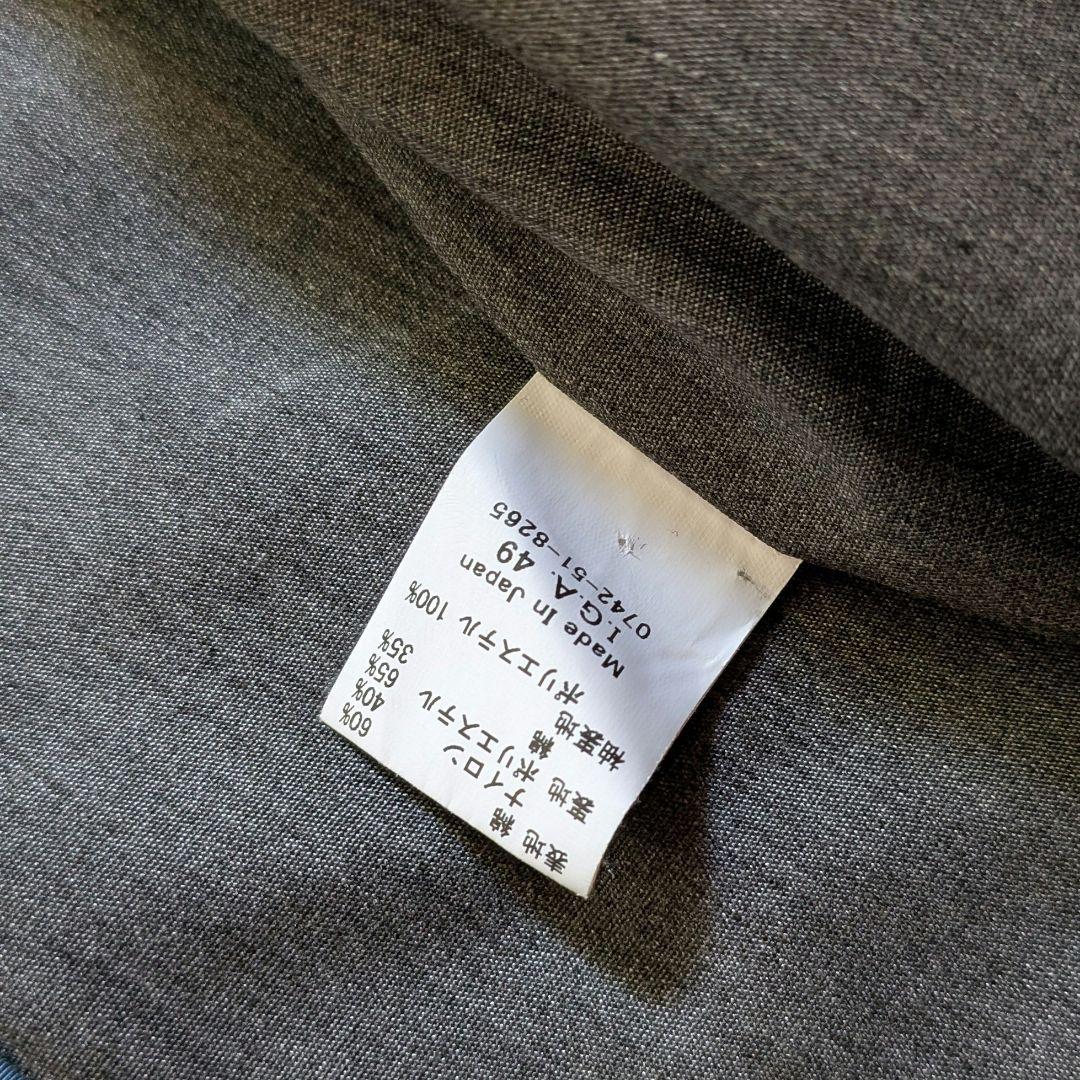 表地 綿 60%
ナイロン 40%
裏地 ポリエステル 65%
綿 35%
袖裏地 ポリエステル 100%
Made In Japan
I.G.A. 49
0742-51-8265